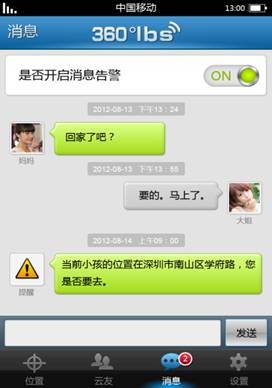 中国移动
13:00
消息
360°lbs
是否开启消息告警
ON
2012-08-13 下午13:24
回家了吧？
妈妈
2012-08-13 下午13:55
要的。马上了。
大姐
2012-08-14 上午09:00
当前小孩的位置在深圳市南山区学府路，您
是否要去。
提醒
发送
2
位置
云友
消息
设置